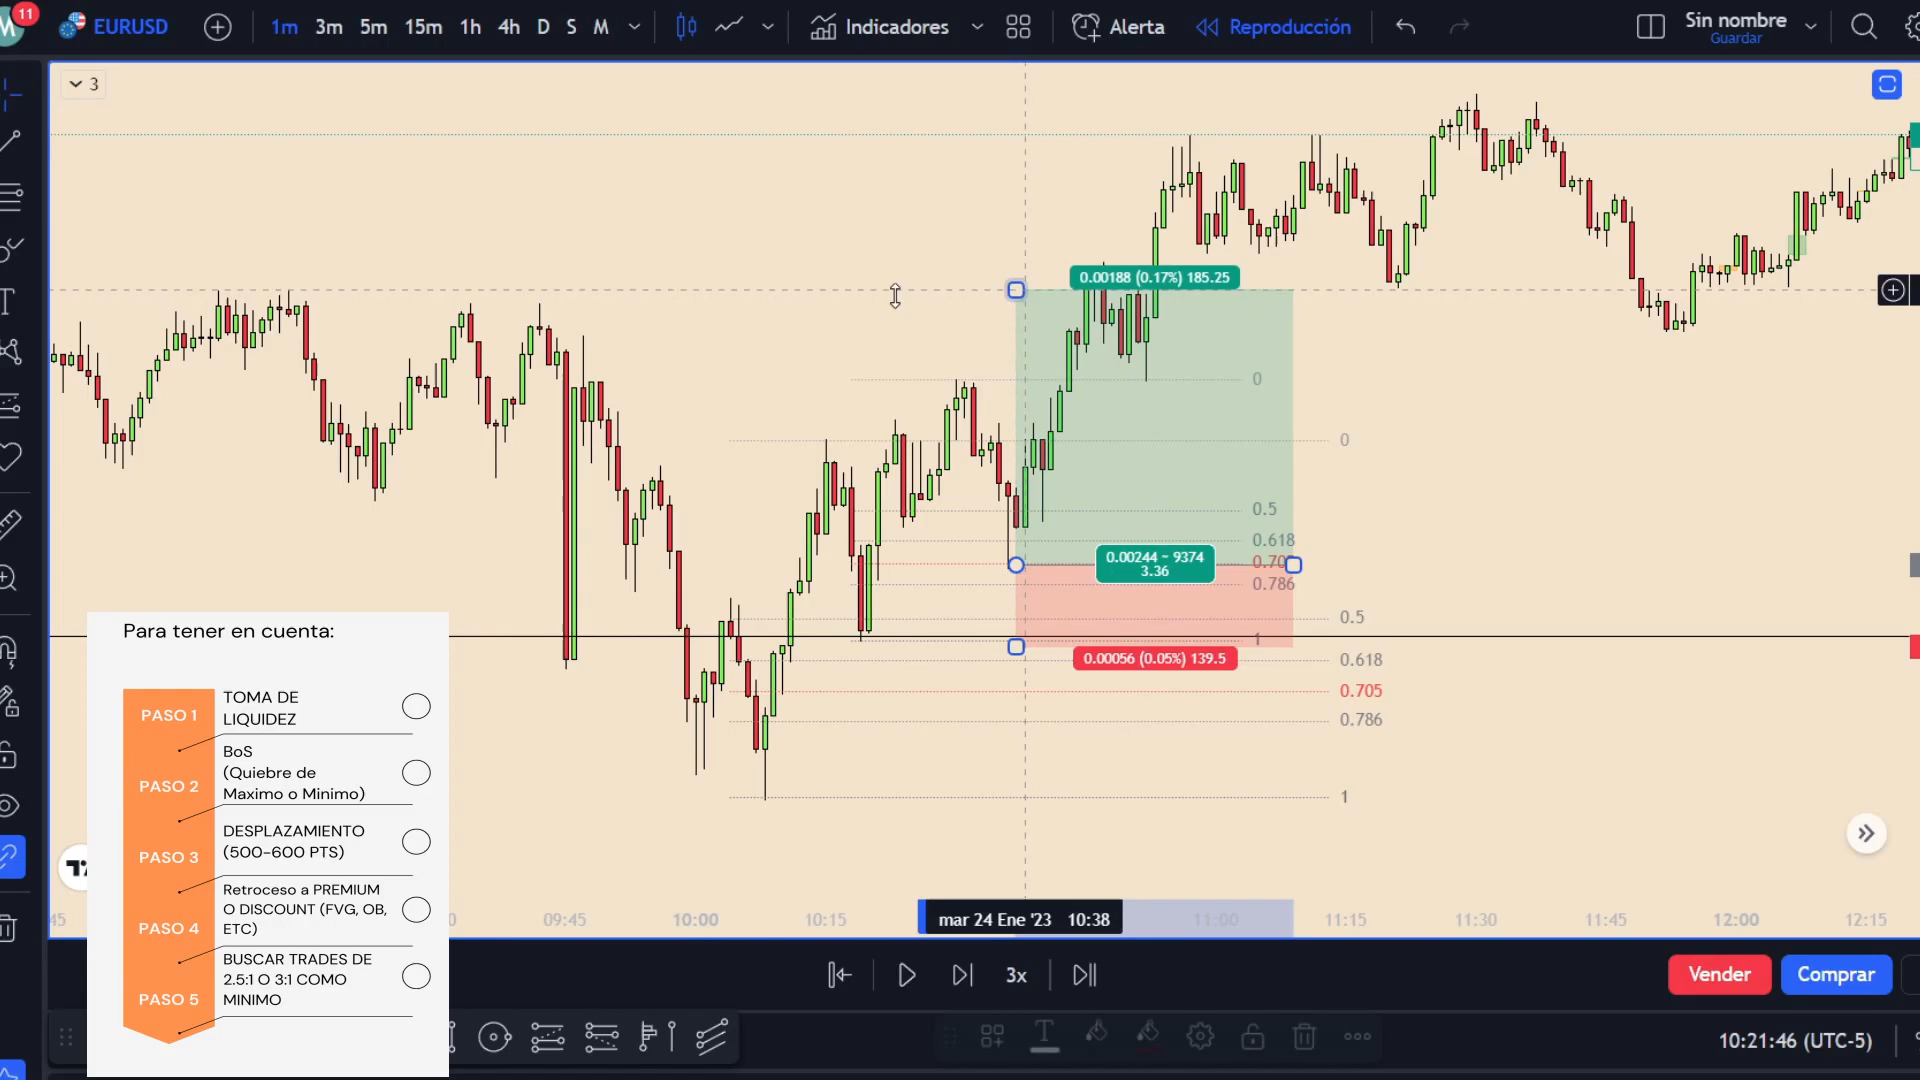 11
EURUSD
1m 3m 5m 15m 1h 4h D S M
Indicadores
Alerta
Reproducción
Sin nombre
Guardar
3
0.00188 (0.17%) 185.25
0
0
0.5
0.618
0.00244 ~ 9374
3.36
0.786
0.5
1
0.00056 (0.05%) 139.5
0.618
0.705
0.786
1
Para tener en cuenta:
PASO 1
TOMA DE
LIQUIDEZ
PASO 2
BoS
(Quiebre de
Maximo o Minimo)
PASO 3
DESPLAZAMIENTO
(500-600 PTS)
PASO 4
Retroceso a PREMIUM
O DISCOUNT (FVG, OB,
ETC)
PASO 5
BUSCAR TRADES DE
2.5:1 O 3:1 COMO
MINIMO
45 0 09:45 10:00 10:15 mar 24 Ene '23 10:38 11:00 11:15 11:30 11:45 12:00 12:15
3x
Vender
Comprar
10:21:46 (UTC-5)